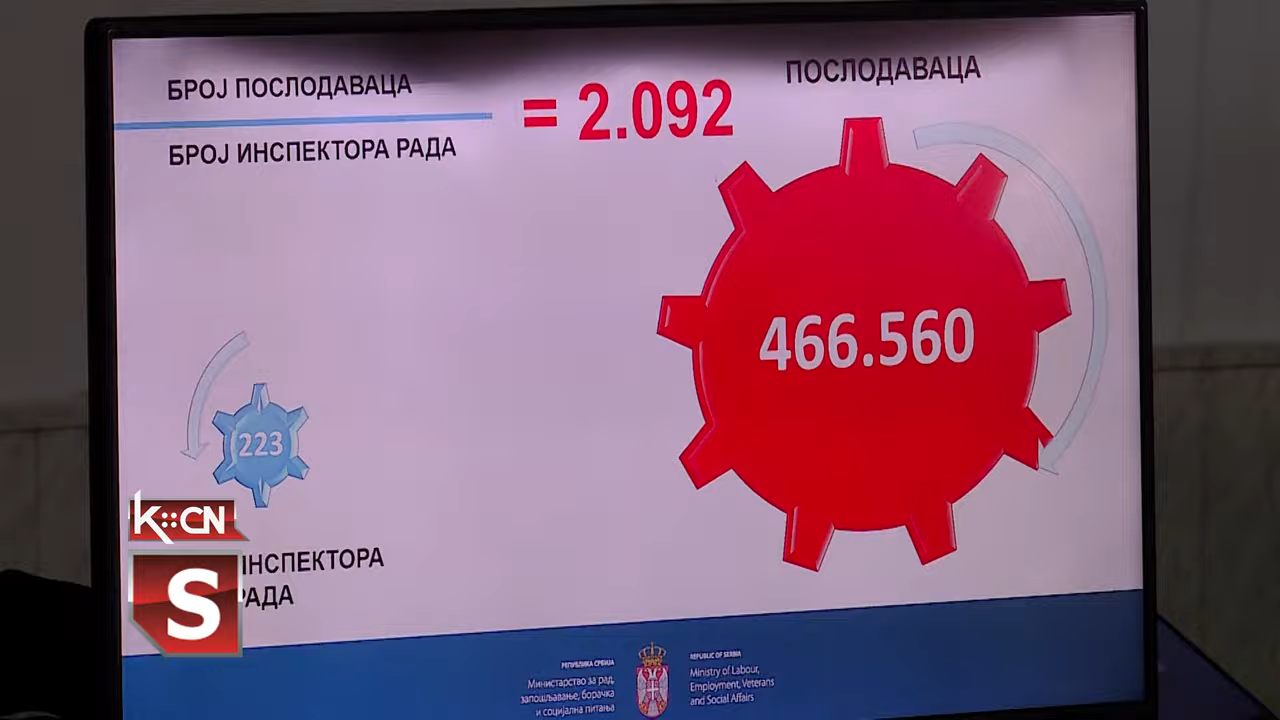 БРОЈ ПОСЛОДАВАЦА
БРОЈ ИНСПЕКТОРА РАДА
= 2.092
ПОСЛОДАВАЦА
466.560
223
K::CN
S
ИНСПЕКТОРА
РАДА
РЕПУБЛИКА СРБИЈА
Министарство за рад,
запошљавање, борачка
и социјална питања
REPUBLIC OF SERBIA
Ministry of Labour,
Employment, Veterans
and Social Affairs